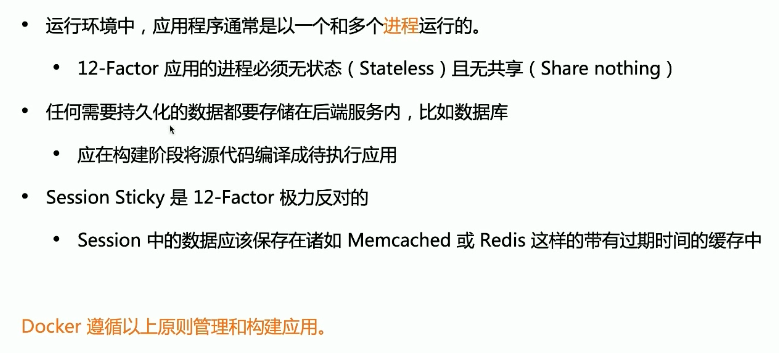 • 运行环境中，应用程序通常是以一个和多个进程运行的。
• 12-Factor 应用的进程必须无状态（Stateless）且无共享（Share nothing）
• 任何需要持久化的数据都要存储在后端服务内，比如数据库
• 应在构建阶段将源代码编译成待执行应用
• Session Sticky 是 12-Factor 极力反对的
• Session 中的数据应该保存在诸如 Memcached 或 Redis 这样的带有过期时间的缓存中
Docker 遵循以上原则管理和构建应用。